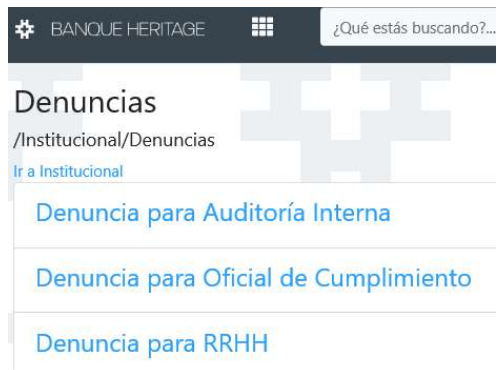 BANQUE HERITAGE
¿Qué estás buscando?...
Denuncias
/Institucional/Denuncias
Ir a Institucional
Denuncia para Auditoría Interna
Denuncia para Oficial de Cumplimiento
Denuncia para RRHH